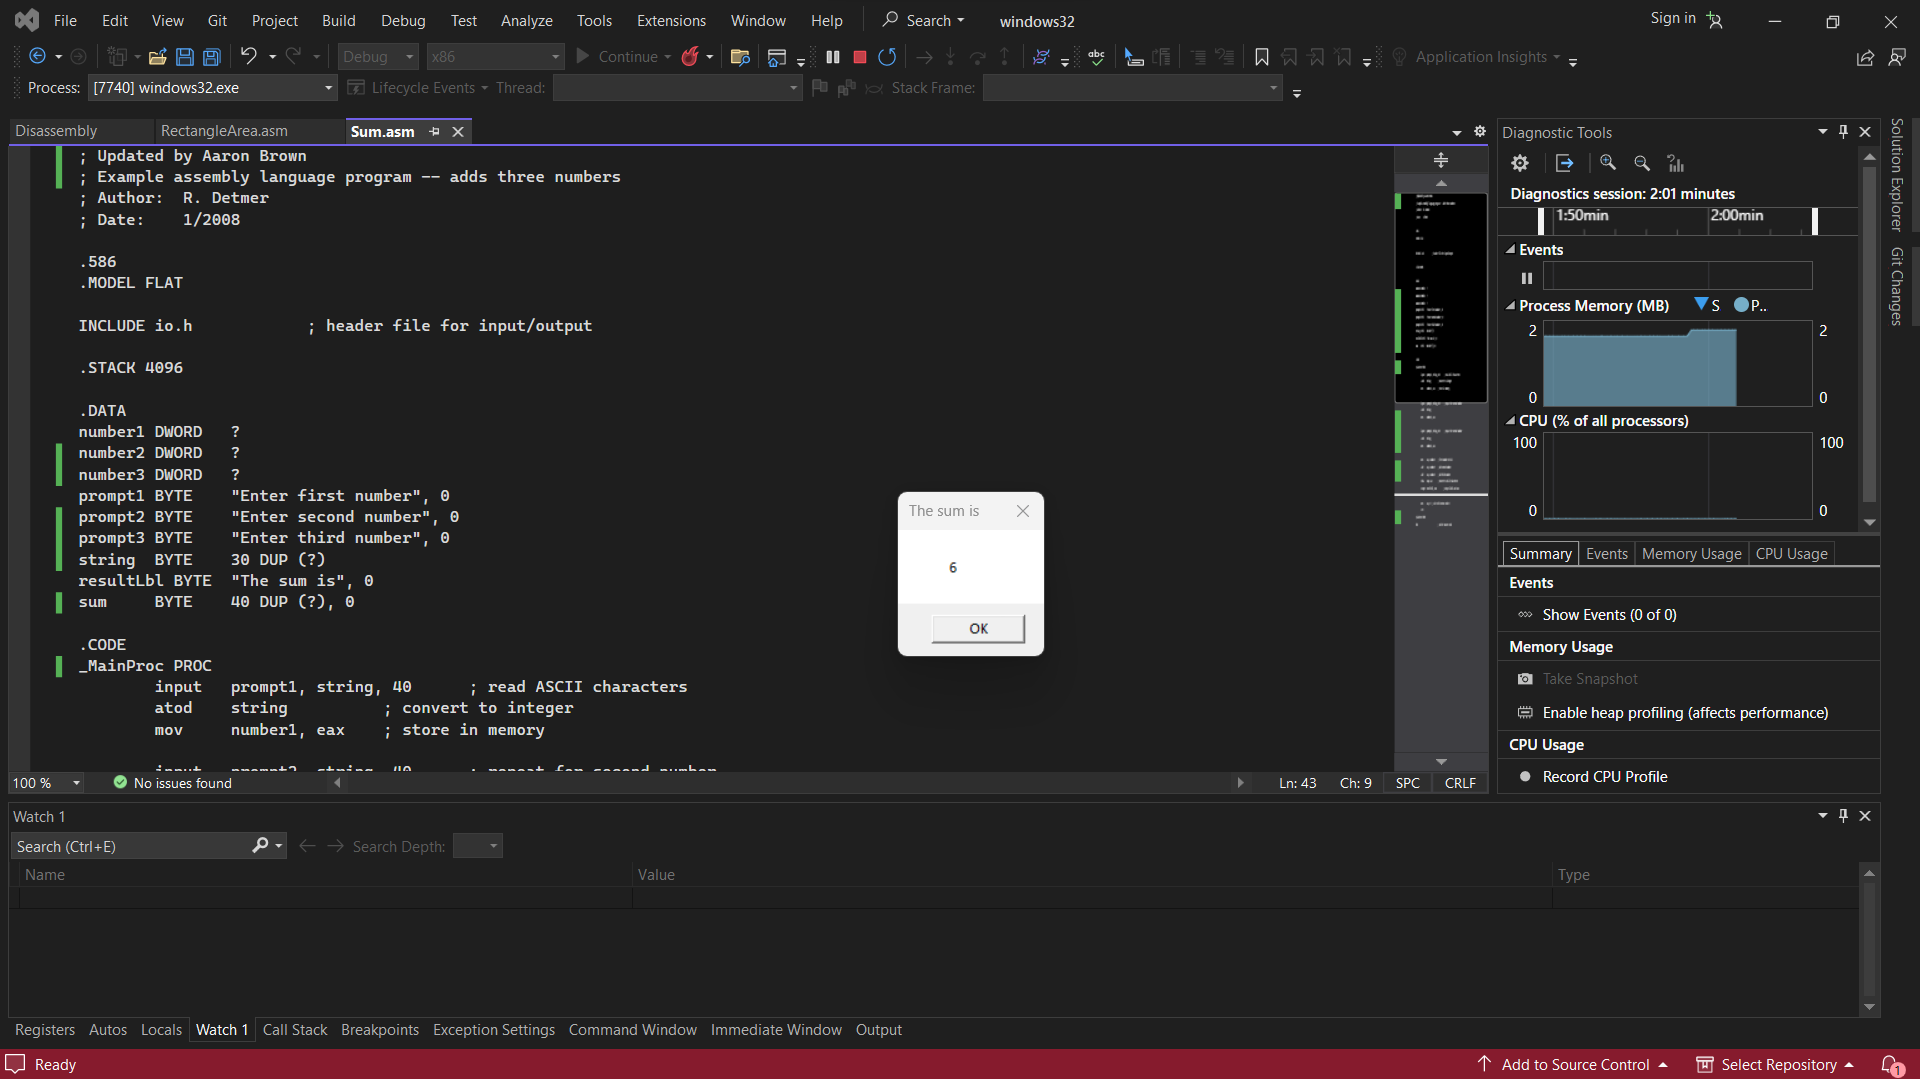 File Edit View Git Project Build Debug Test Analyze Tools Extensions Window Help Search windows32 Sign in
Debug x86 Continue abc Application Insights
Process: [7740] windows32.exe Lifecycle Events Thread: Stack Frame:
Disassembly RectangleArea.asm Sum.asm
; Updated by Aaron Brown
; Example assembly language program -- adds three numbers
; Author: R. Detmer
; Date: 1/2008
.586
.MODEL FLAT
INCLUDE io.h ; header file for input/output
.STACK 4096
.DATA
number1 DWORD ?
number2 DWORD ?
number3 DWORD ?
prompt1 BYTE "Enter first number", 0
prompt2 BYTE "Enter second number", 0
prompt3 BYTE "Enter third number", 0
string BYTE 30 DUP (?)
resultLbl BYTE "The sum is", 0
sum BYTE 40 DUP (?), 0
.CODE
_MainProc PROC
input prompt1, string, 40 ; read ASCII characters
atod string ; convert to integer
mov number1, eax ; store in memory
input prompt2, string, 40 ; repeat for second number
100 % No issues found Ln: 43 Ch: 9 SPC CRLF
The sum is
6
OK
Diagnostic Tools
Diagnostics session: 2:01 minutes
1:50min 2:00min
Events
Process Memory (MB) S P..
2 2
0 0
CPU (% of all processors)
100 100
0 0
Summary Events Memory Usage CPU Usage
Events
Show Events (0 of 0)
Memory Usage
Take Snapshot
Enable heap profiling (affects performance)
CPU Usage
Record CPU Profile
Solution Explorer
Git Changes
Watch 1
Search (Ctrl+E) Search Depth:
Name Value Type
Registers Autos Locals Watch 1 Call Stack Breakpoints Exception Settings Command Window Immediate Window Output
Ready Add to Source Control Select Repository 1